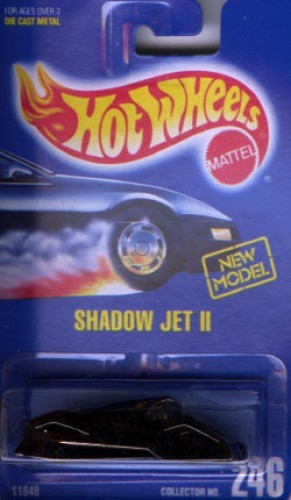 FOR AGES OVER 3
DIE CAST METAL
Hot Wheels
MATTEL
NEW
MODEL
SHADOW JET II
11848
COLLECTOR NO. 246